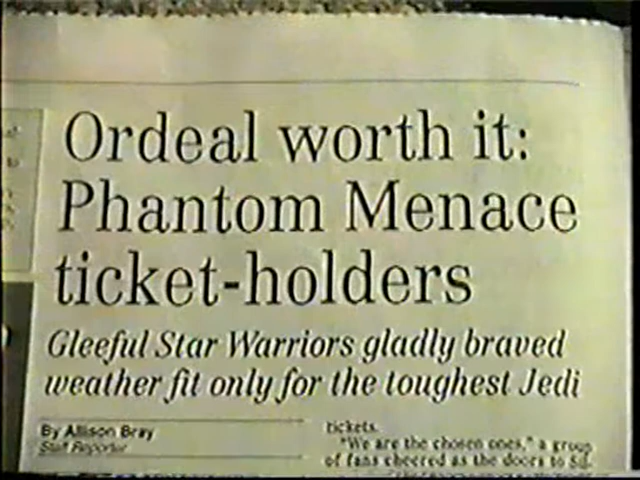 Ordeal worth it:
Phantom Menace
ticket-holders
Gleeful Star Warriors gladly braved
weather fit only for the toughest Jedi
By Allison Bray
Staff Reporter
tickets.
"We are the chosen ones," a group
of fans cheered as the doors to